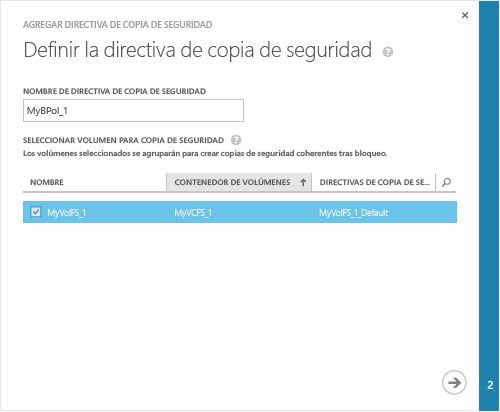 AGREGAR DIRECTIVA DE COPIA DE SEGURIDAD
Definir la directiva de copia de seguridad ?
NOMBRE DE DIRECTIVA DE COPIA DE SEGURIDAD
MyBPol_1
SELECCIONAR VOLUMEN PARA COPIA DE SEGURIDAD ?
Los volúmenes seleccionados se agruparán para crear copias de seguridad coherentes tras bloqueo.
NOMBRE CONTENEDOR DE VOLÚMENES DIRECTIVAS DE COPIA DE SE...
MyVolFS_1 MyVCFS_1 MyVolFS_1_Default
2